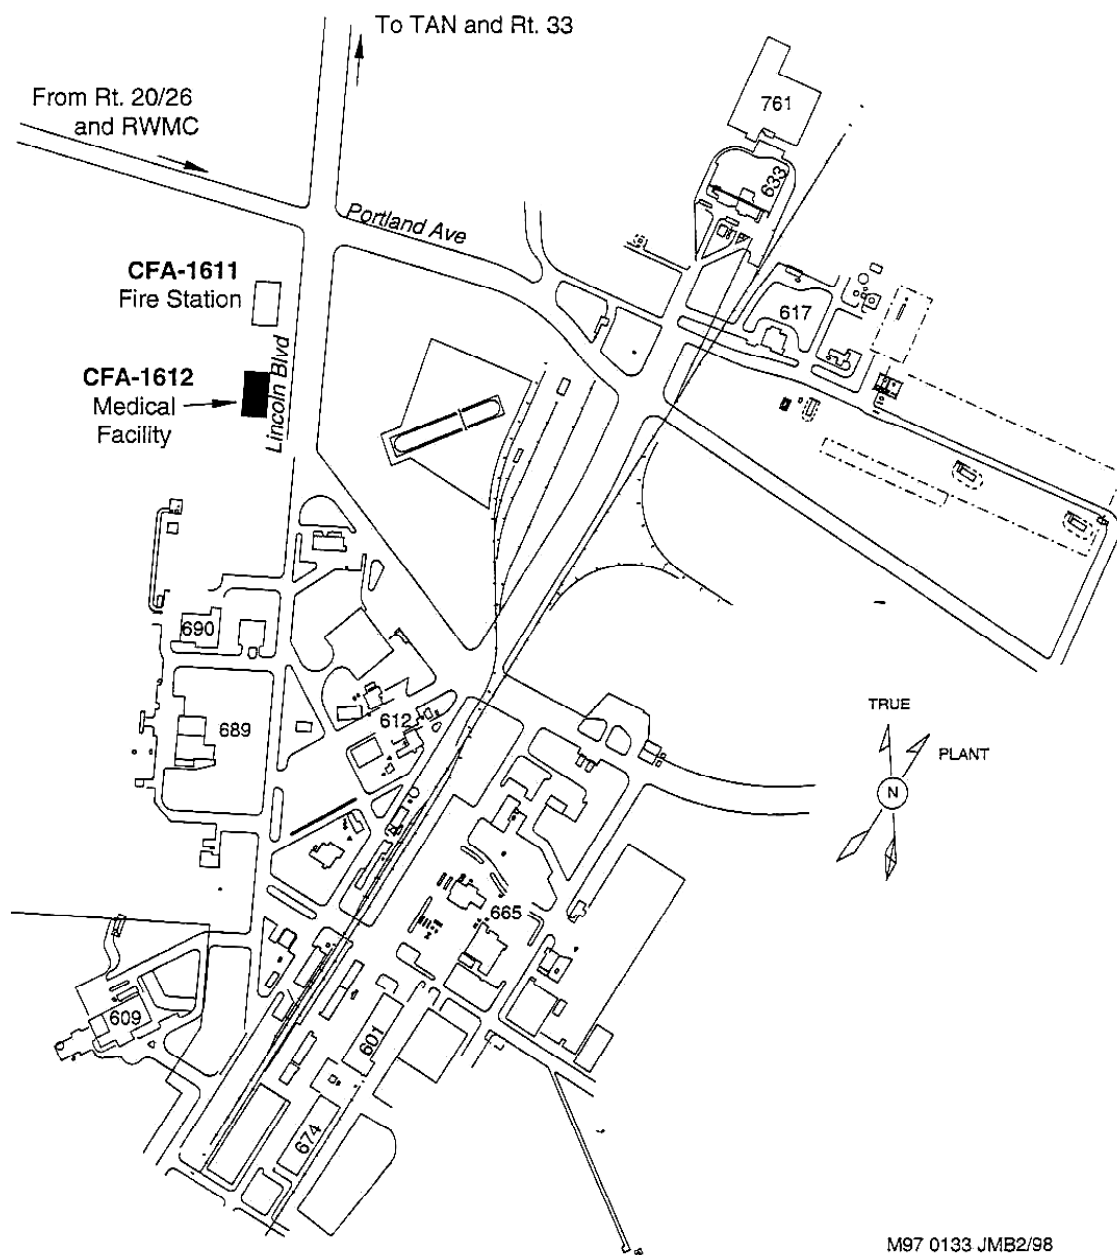 To TAN and Rt. 33
From Rt. 20/26
and RWMC
761
633
Portland Ave
CFA-1611
Fire Station
617
Lincoln Blvd
CFA-1612
Medical
Facility
690
612
689
TRUE
PLANT
N
665
609
601
674
M97 0133 JMB2/98